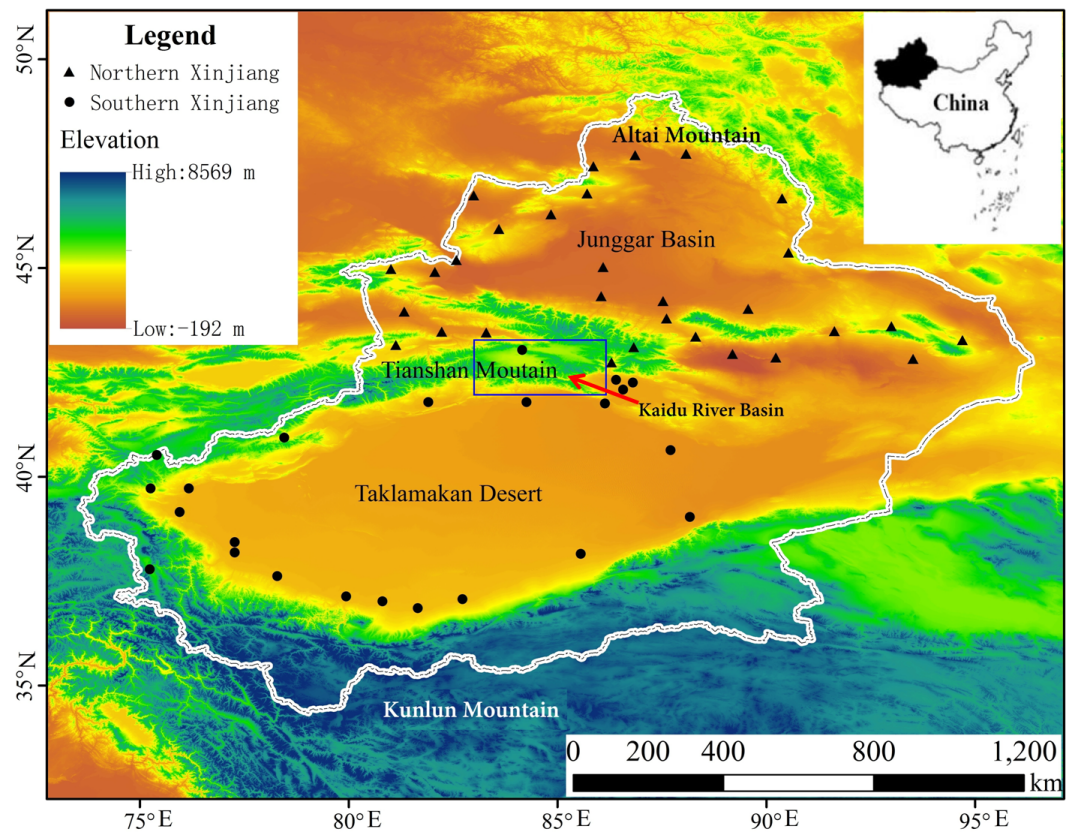 Legend
Northern Xinjiang
Southern Xinjiang
Elevation
High:8569 m
Low:-192 m
China
Altai Mountain
Junggar Basin
Tianshan Moutain
Kaidu River Basin
Taklamakan Desert
Kunlun Mountain
0 200 400 800 1,200
km
50°N
45°N
40°N
35°N
75°E 80°E 85°E 90°E 95°E